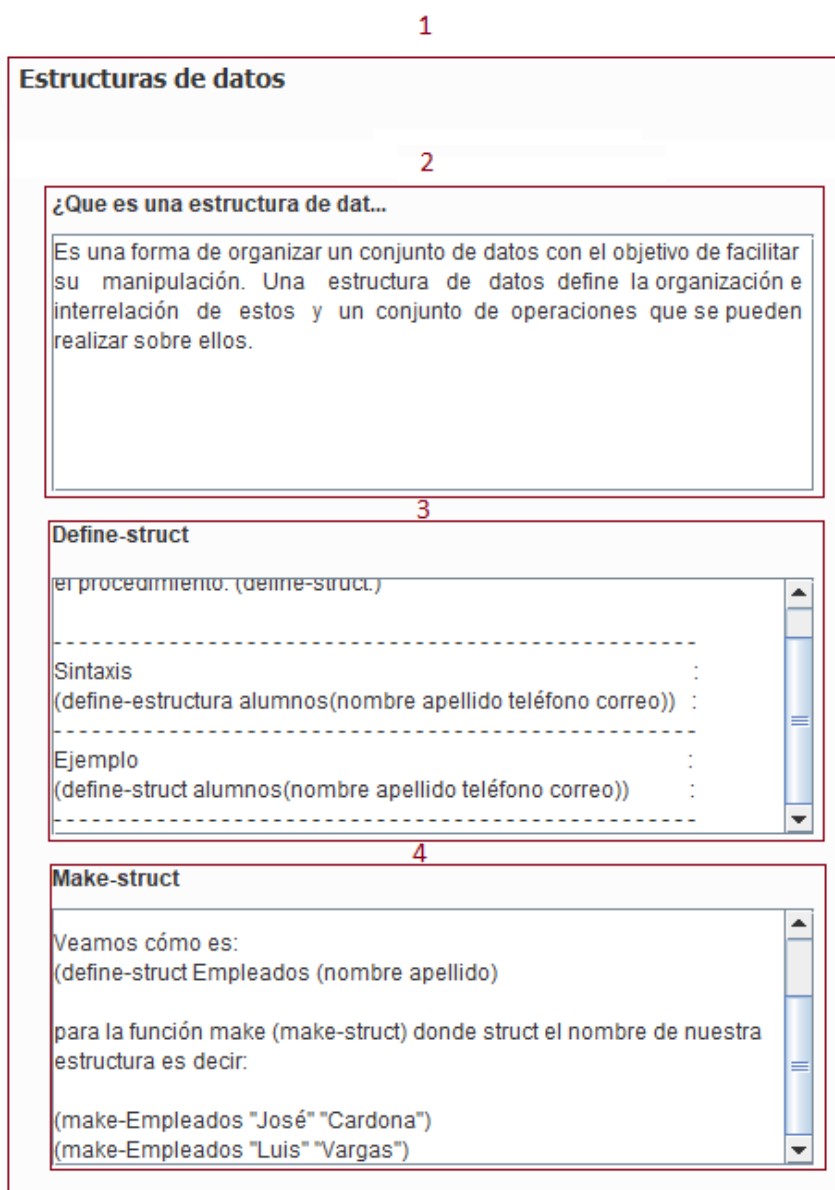 1
Estructuras de datos
2
¿Que es una estructura de dat...
Es una forma de organizar un conjunto de datos con el objetivo de facilitar
su manipulación. Una estructura de datos define la organización e
interrelación de estos y un conjunto de operaciones que se pueden
realizar sobre ellos.
3
Define-struct
el procedimiento. (define-struct.)
- - - - - - - - - - - - - - - - - - - - - - - - - - - - - - - - - - - - - - - - - - - - - - - - - -
Sintaxis :
(define-estructura alumnos(nombre apellido teléfono correo)) :
- - - - - - - - - - - - - - - - - - - - - - - - - - - - - - - - - - - - - - - - - - - - - - - - - -
Ejemplo :
(define-struct alumnos(nombre apellido teléfono correo)) :
- - - - - - - - - - - - - - - - - - - - - - - - - - - - - - - - - - - - - - - - - - - - - - - - - -
4
Make-struct
Veamos cómo es:
(define-struct Empleados (nombre apellido)
para la función make (make-struct) donde struct el nombre de nuestra
estructura es decir:
(make-Empleados "José" "Cardona")
(make-Empleados "Luis" "Vargas")